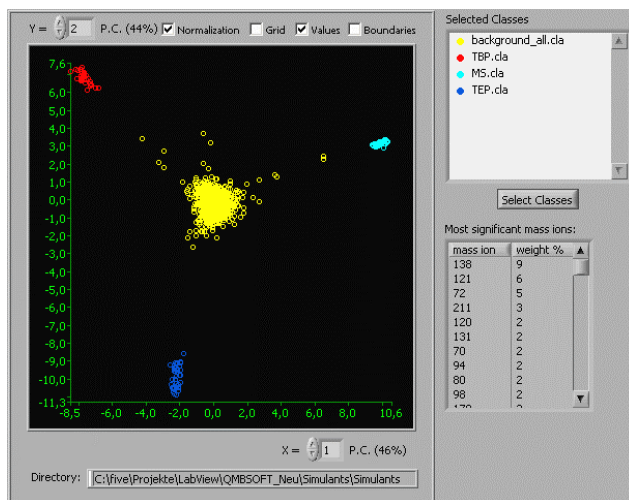 Y = 2 P.C. (44%) Normalization Grid Values Boundaries
7,6
6,0
5,0
4,0
3,0
2,0
1,0
0,0
-1,0
-2,0
-3,0
-4,0
-5,0
-6,0
-7,0
-8,0
-9,0
-10,0
-11,3
-8,5 -6,0 -4,0 -2,0 0,0 2,0 4,0 6,0 8,0 10,6
X = 1 P.C. (46%)
Directory: C:\five\Projekte\LabView\QMBSOFT_Neu\Simulants\Simulants
Selected Classes
background_all.cla
TBP.cla
MS.cla
TEP.cla
Select Classes
Most significant mass ions:
mass ion weight %
138 9
121 6
72 5
211 3
120 2
131 2
70 2
94 2
80 2
98 2